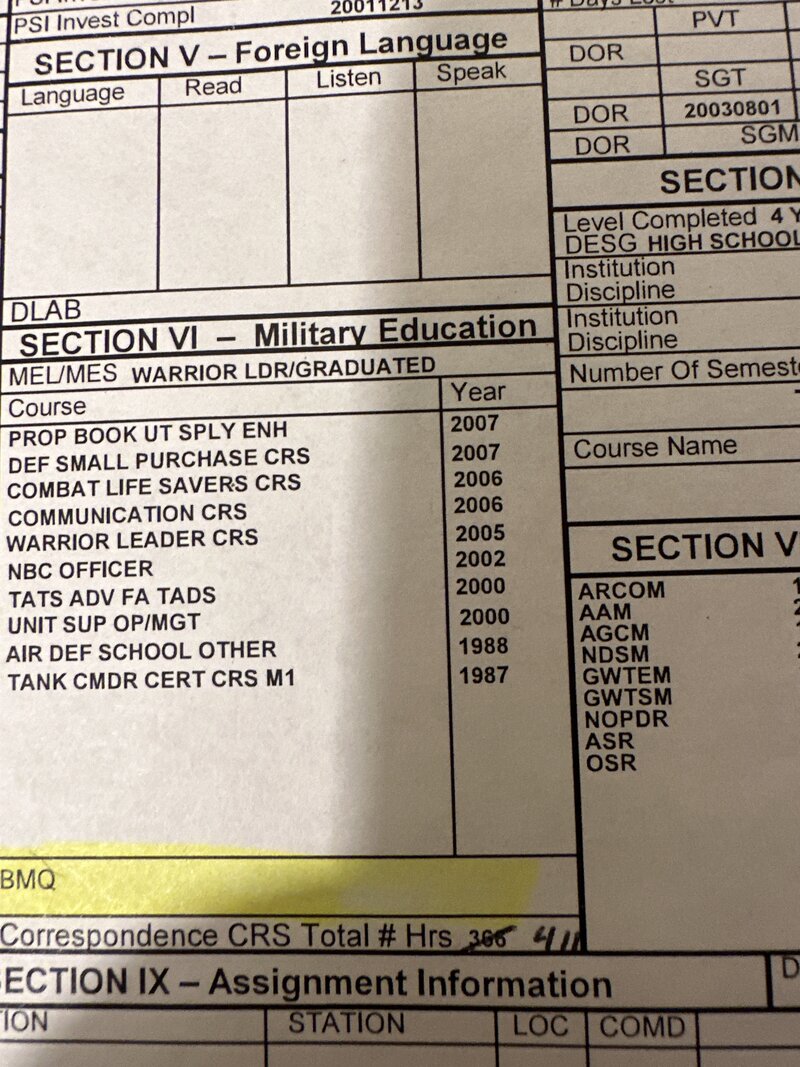 PSI Invest Compl 20011213
SECTION V – Foreign Language
Language Read Listen Speak
DLAB
SECTION VI – Military Education
MEL/MES WARRIOR LDR/GRADUATED
Course Year
PROP BOOK UT SPLY ENH 2007
DEF SMALL PURCHASE CRS 2007
COMBAT LIFE SAVERS CRS 2006
COMMUNICATION CRS 2006
WARRIOR LEADER CRS 2005
NBC OFFICER 2002
TATS ADV FA TADS 2000
UNIT SUP OP/MGT 2000
AIR DEF SCHOOL OTHER 1988
TANK CMDR CERT CRS M1 1987
BMQ
Correspondence CRS Total # Hrs 366 411
PVT
DOR
SGT
DOR 20030801
DOR SGM
SECTION
Level Completed 4 Y
DESG HIGH SCHOOL
Institution
Discipline
Institution
Discipline
Number Of Semest
Course Name
SECTION V
ARCOM
AAM
AGCM
NDSM
GWTEM
GWTSM
NOPDR
ASR
OSR
SECTION IX – Assignment Information
ION STATION LOC COMD